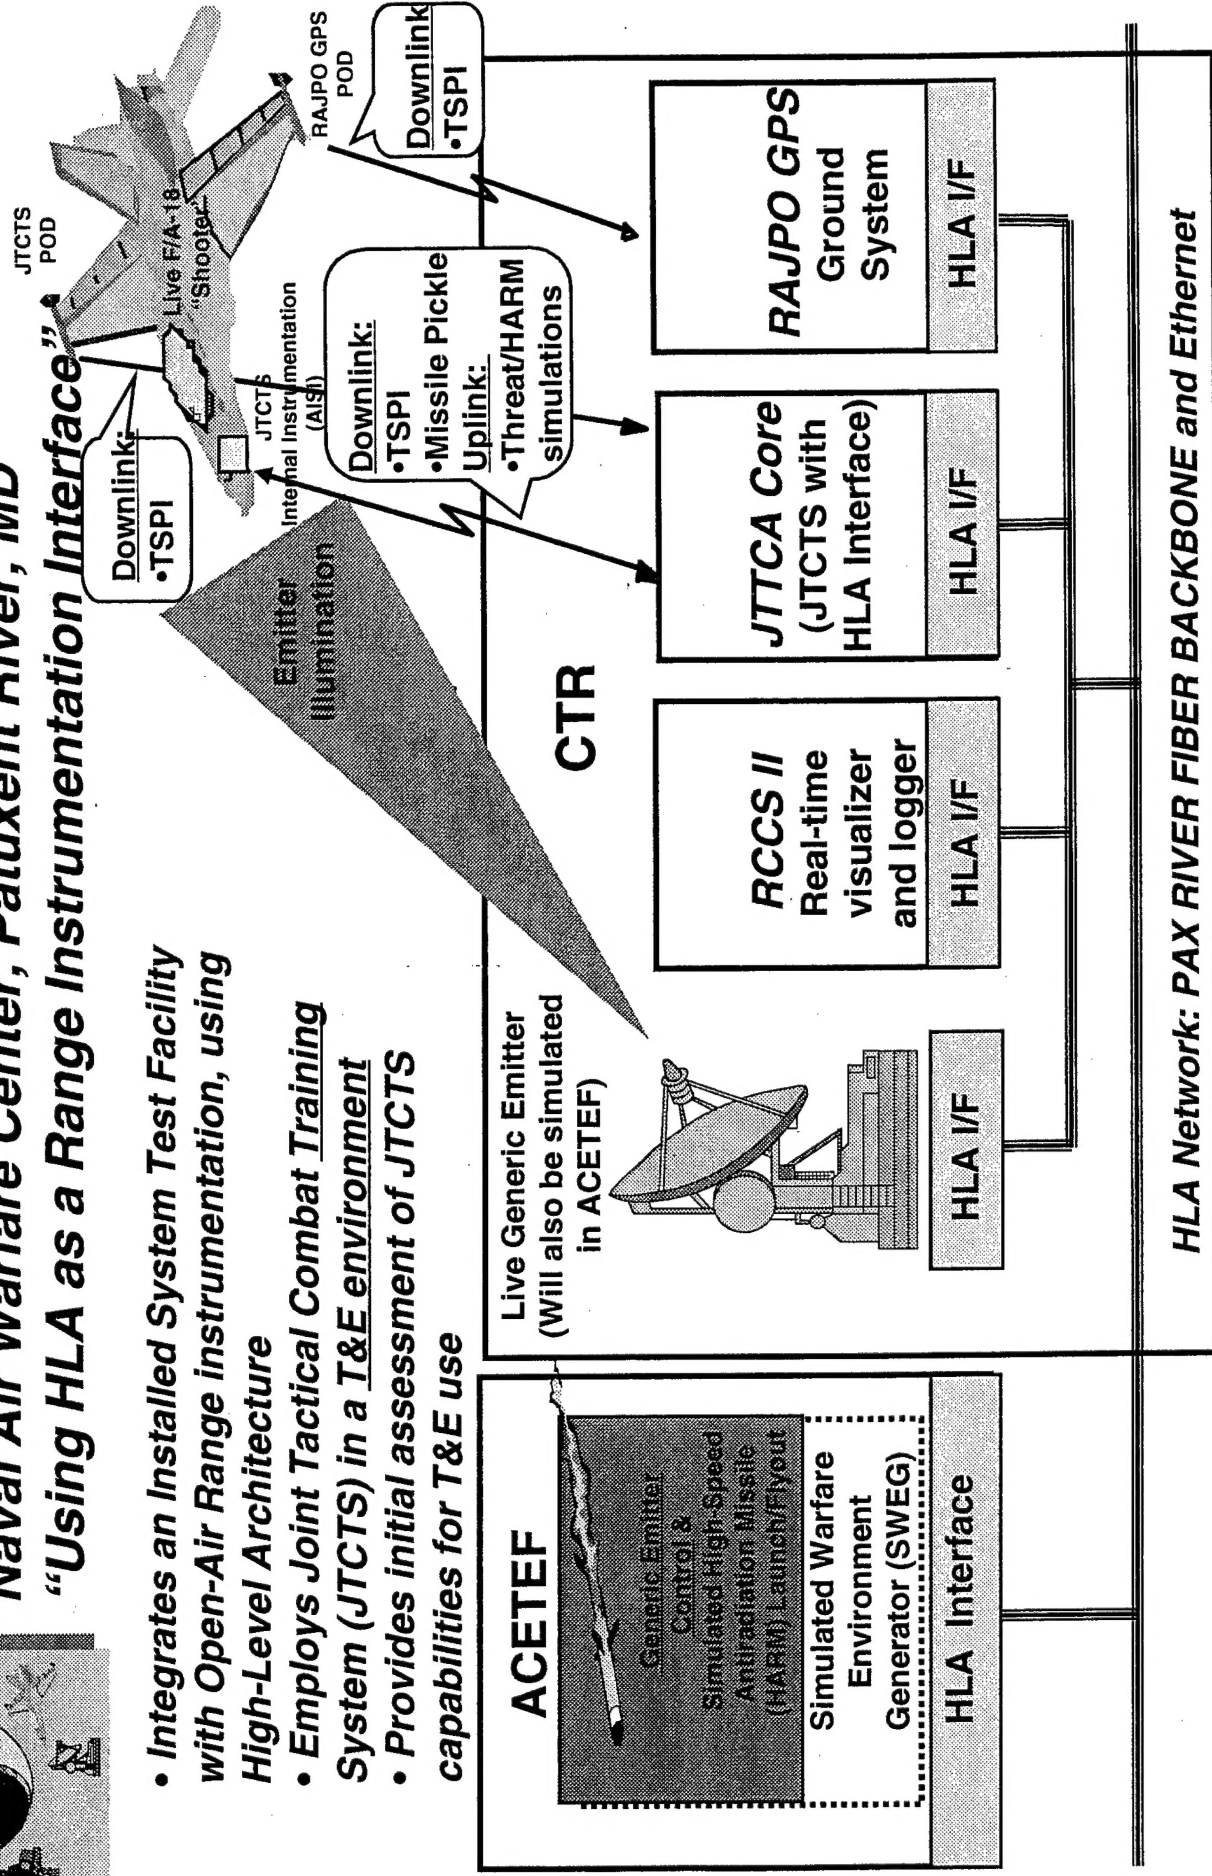 Naval Air Warfare Center, Patuxent River, MD
“Using HLA as a Range Instrumentation Interface”
• Integrates an Installed System Test Facility
with Open-Air Range instrumentation, using
High-Level Architecture
• Employs Joint Tactical Combat Training
System (JTCTS) in a T&E environment
• Provides initial assessment of JTCTS
capabilities for T&E use
JTCTS
POD
Live F/A-18
“Shooter”
RAJPO GPS
POD
Downlink:
•TSPI
JTCTS
Internal Instrumentation
(AISI)
Downlink
•TSPI
Downlink:
•TSPI
•Missile Pickle
Uplink:
•Threat/HARM
simulations
Emitter
Illumination
ACETEF
Generic Emitter
Control &
Simulated High-Speed
Antiradiation Missile
(HARM) Launch/Flyout
Simulated Warfare
Environment
Generator (SWEG)
HLA Interface
CTR
Live Generic Emitter
(Will also be simulated
in ACETEF)
HLA I/F
RCCS II
Real-time
visualizer
and logger
HLA I/F
JTTCA Core
(JTCTS with
HLA Interface)
HLA I/F
RAJPO GPS
Ground
System
HLA I/F
HLA Network: PAX RIVER FIBER BACKBONE and Ethernet